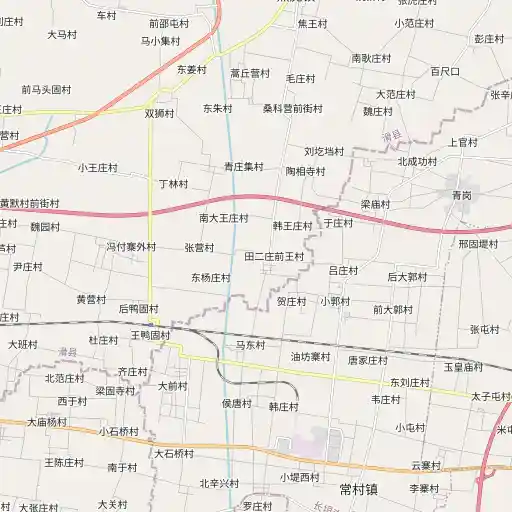 车村
前邵屯村
焦王村
小范庄村
大马村
马小集村
彭庄村
南耿庄村
东姜村
蒿丘营村
毛庄村
百尺口
前马头固村
大范庄村
双狮村
东朱村
桑科营前街村
魏庄村
滑县
上官村
刘圪垱村
北成功村
小王庄村
青庄集村
陶相寺村
丁林村
青岗
梁庙村
黄默村前街村
南大王庄村
韩王庄村
于庄村
魏园村
邢固堤村
冯付寨外村
张营村
田二庄前王村
尹庄村
吕庄村
东杨庄村
后大郭村
黄营村
后鸭固村
贺庄村
小郭村
前大郭村
张屯村
王鸭固村
杜庄村
大班村
马东村
滑县
油坊寨村
唐家庄村
玉皇庙村
齐庄村
北范庄村
大前村
东刘庄村
梁固寺村
太子屯村
西于村
侯唐村
韩庄村
韦庄村
大庙杨村
小石桥村
小屯村
大石桥村
王陈庄村
南于村
云寨村
小堤西村
北辛兴村
常村镇
李寨村
大张庄村
大关村
罗庄村